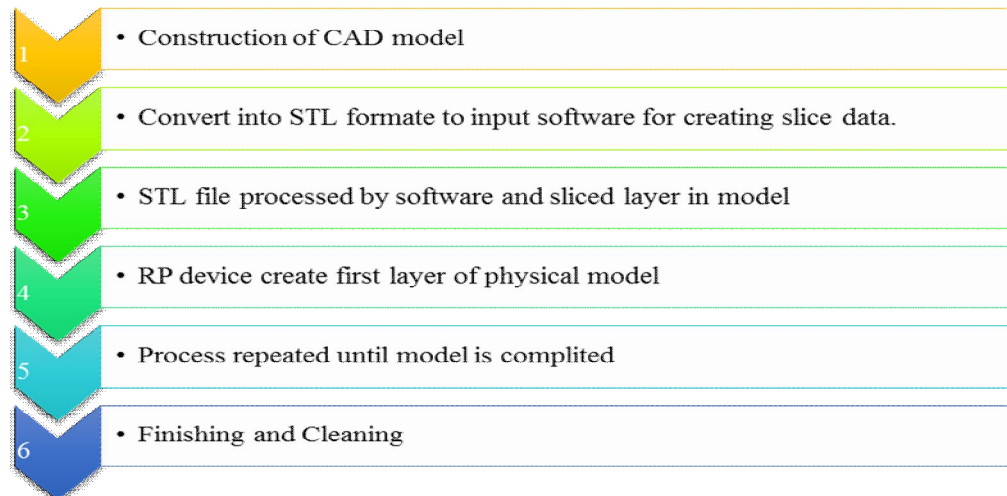 1 • Construction of CAD model
2 • Convert into STL formate to input software for creating slice data.
3 • STL file processed by software and sliced layer in model
4 • RP device create first layer of physical model
5 • Process repeated until model is complited
6 • Finishing and Cleaning